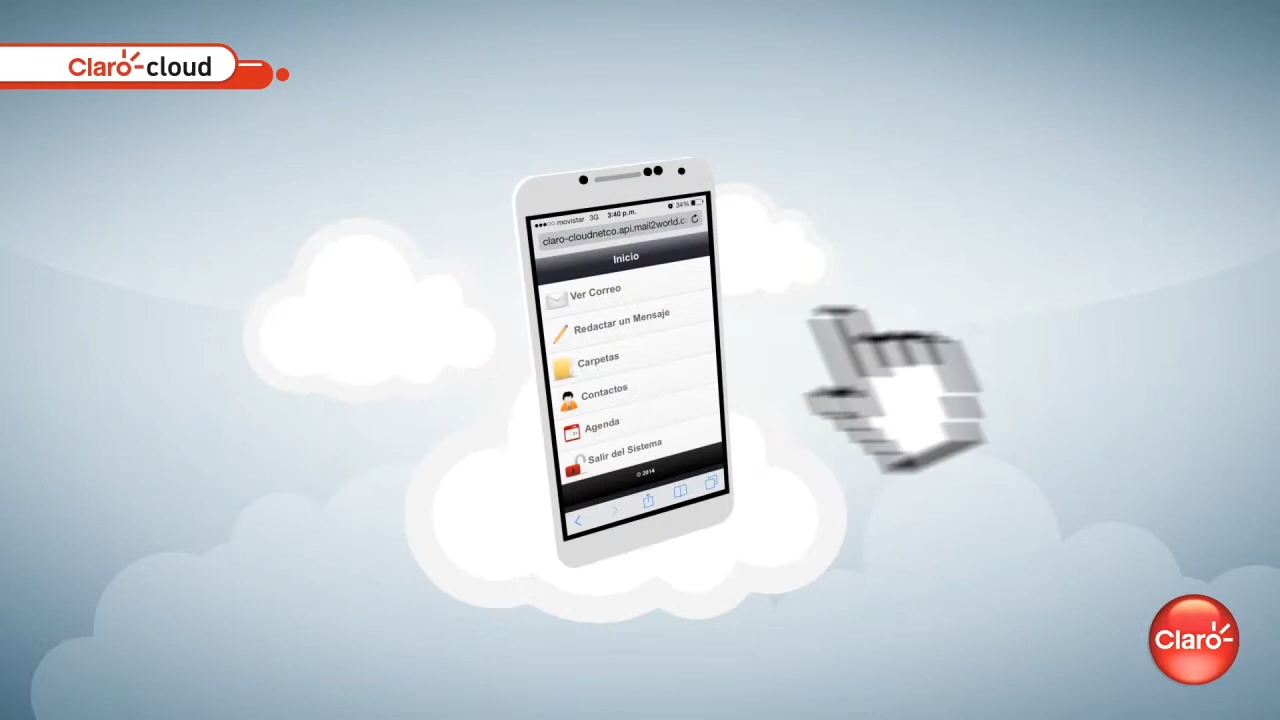 Claro-cloud
movistar 3G 3:40 p.m. 34%
claro-cloudnetco.api.mail2world.c
Inicio
Ver Correo
Redactar un Mensaje
Carpetas
Contactos
Agenda
Salir del Sistema
© 2014
Claro